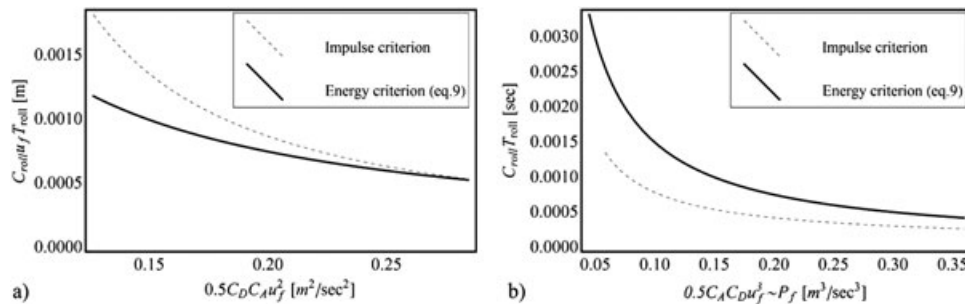 0.0015
0.0010
0.0005
0.0000
C_roll u_f T_roll [m]
Impulse criterion
Energy criterion (eq.9)
0.15 0.20 0.25
a) 0.5C_D C_A u_f^2 [m^2/sec^2]
0.0030
0.0025
0.0020
0.0015
0.0010
0.0005
0.0000
C_roll T_roll [sec]
Impulse criterion
Energy criterion (eq.9)
0.05 0.10 0.15 0.20 0.25 0.30 0.35
b) 0.5C_A C_D u_f^3 ~P_f [m^3/sec^3]